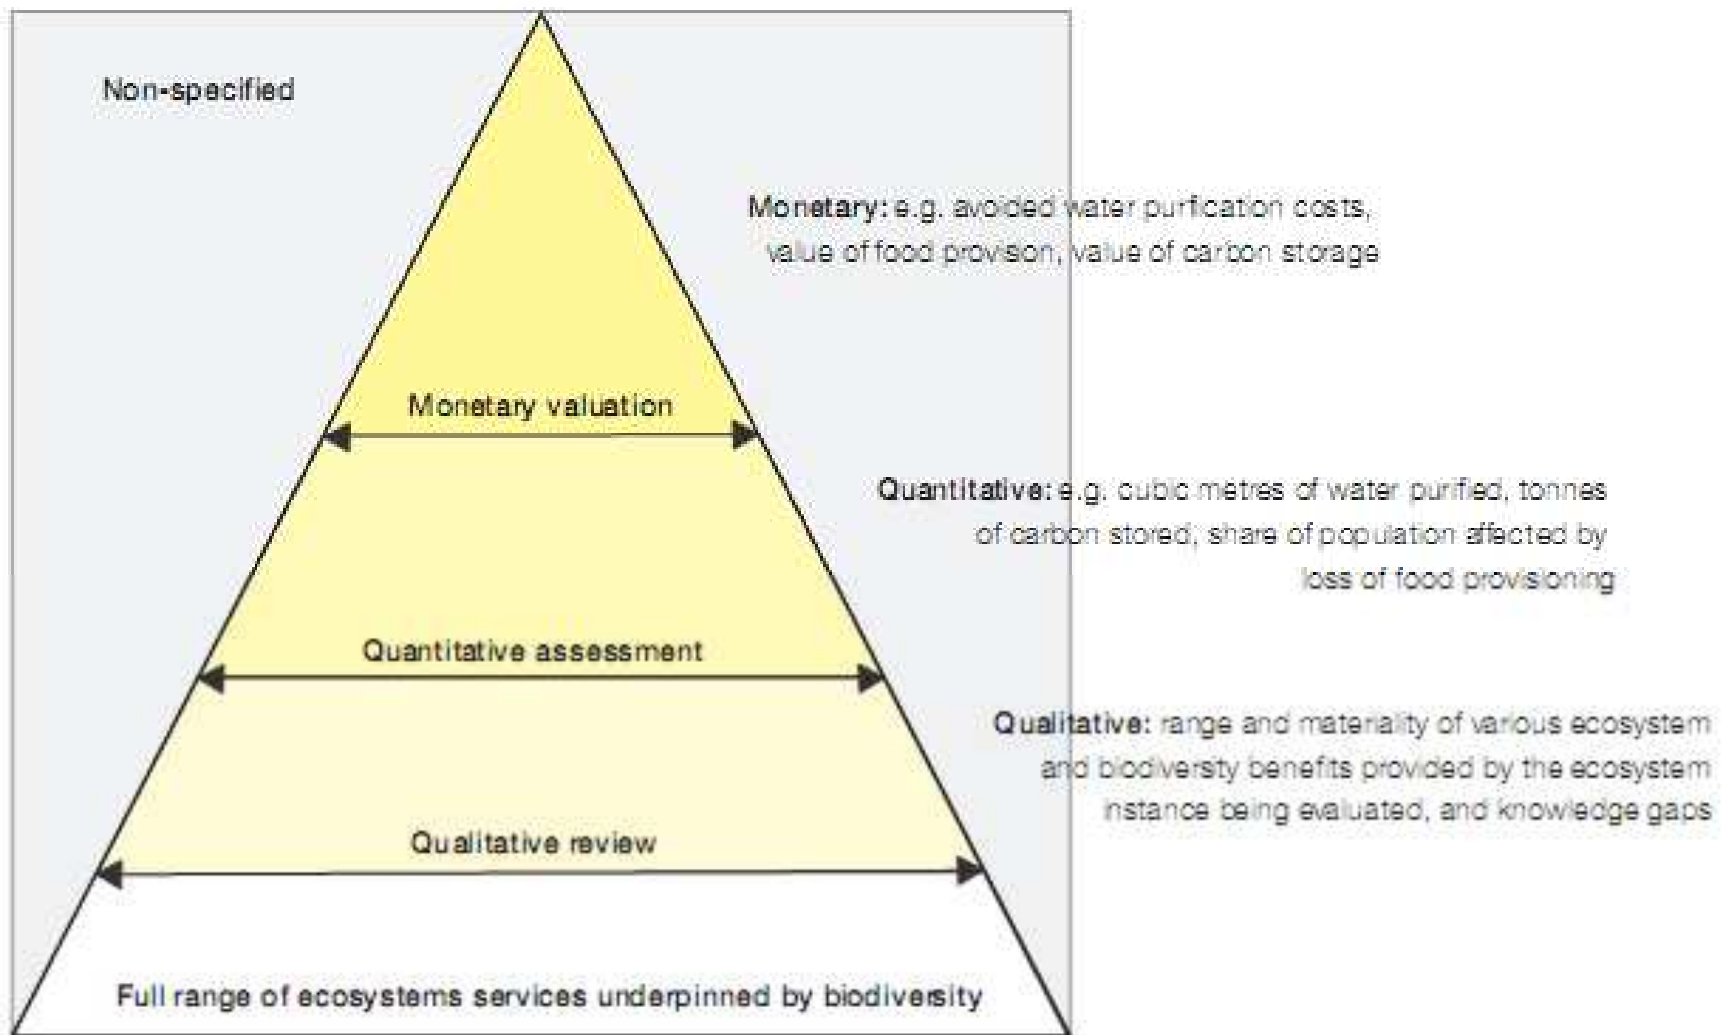 Non-specified
Monetary: e.g. avoided water purfication costs,
value of food provison, value of carbon storage
Monetary valuation
Quantitative: e.g. cubic metres of water purified, tonnes
of carbon stored, share of population affected by
loss of food provisioning
Quantitative assessment
Qualitative: range and materiality of various ecosystem
and biodiversity benefits provided by the ecosystem
instance being evaluated, and knowledge gaps
Qualitative review
Full range of ecosystems services underpinned by biodiversity